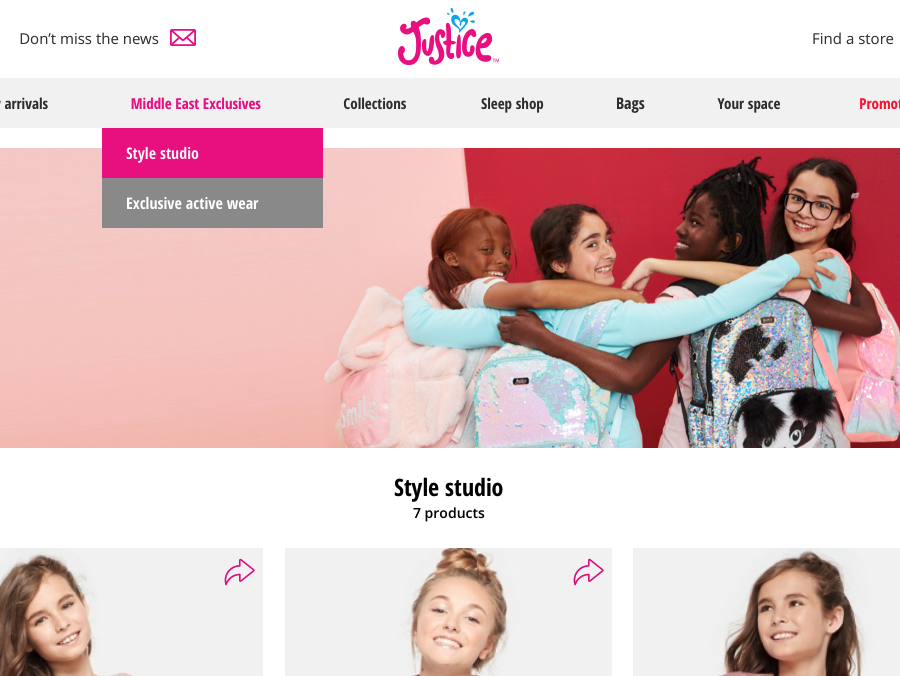 Don't miss the news
Justice™
Find a store
arrivals
Middle East Exclusives
Collections
Sleep shop
Bags
Your space
Promot
Style studio
Exclusive active wear
Smile
Style studio
7 products